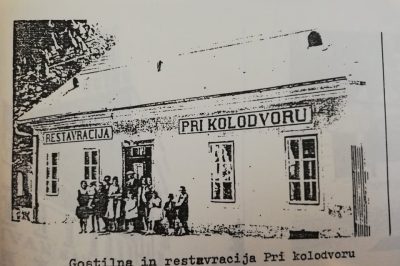 RESTAVRACIJA
PRI KOLODVORU
Gostilna in restavracija Pri kolodvoru